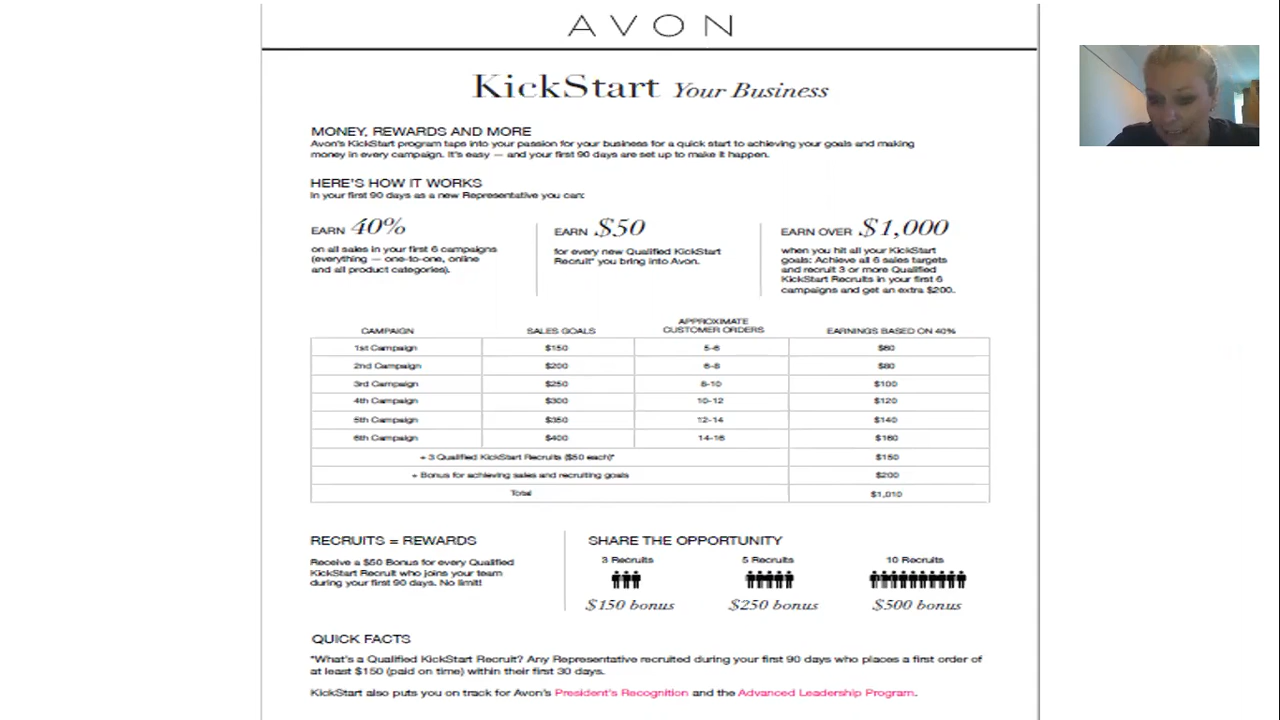 AVON
KickStart Your Business
MONEY, REWARDS AND MORE
Avon's KickStart program taps into your passion for your business for a quick start to achieving your goals and making
money in every campaign. It's easy — and your first 90 days are set up to make it happen.
HERE'S HOW IT WORKS
In your first 90 days as a new Representative you can:
EARN 40%
on all sales in your first 6 campaigns
(everything — one-to-one, online
and all product categories).
EARN $50
for every new Qualified KickStart
Recruit* you bring into Avon.
EARN OVER $1,000
when you hit all your KickStart
goals: Achieve all 6 sales targets
and recruit 3 or more Qualified
KickStart Recruits in your first 6
campaigns and get an extra $200.
CAMPAIGN SALES GOALS APPROXIMATE CUSTOMER ORDERS EARNINGS BASED ON 40%
1st Campaign $150 5-6 $60
2nd Campaign $200 6-8 $80
3rd Campaign $250 8-10 $100
4th Campaign $300 10-12 $120
5th Campaign $350 12-14 $140
6th Campaign $400 14-16 $160
+ 3 Qualified KickStart Recruits ($50 each)* $150
+ Bonus for achieving sales and recruiting goals $200
Total $1,010
RECRUITS = REWARDS
Receive a $50 Bonus for every Qualified
KickStart Recruit who joins your team
during your first 90 days. No limit!
SHARE THE OPPORTUNITY
3 Recruits 5 Recruits 10 Recruits
$150 bonus $250 bonus $500 bonus
QUICK FACTS
*What's a Qualified KickStart Recruit? Any Representative recruited during your first 90 days who places a first order of
at least $150 (paid on time) within their first 30 days.
KickStart also puts you on track for Avon's President's Recognition and the Advanced Leadership Program.